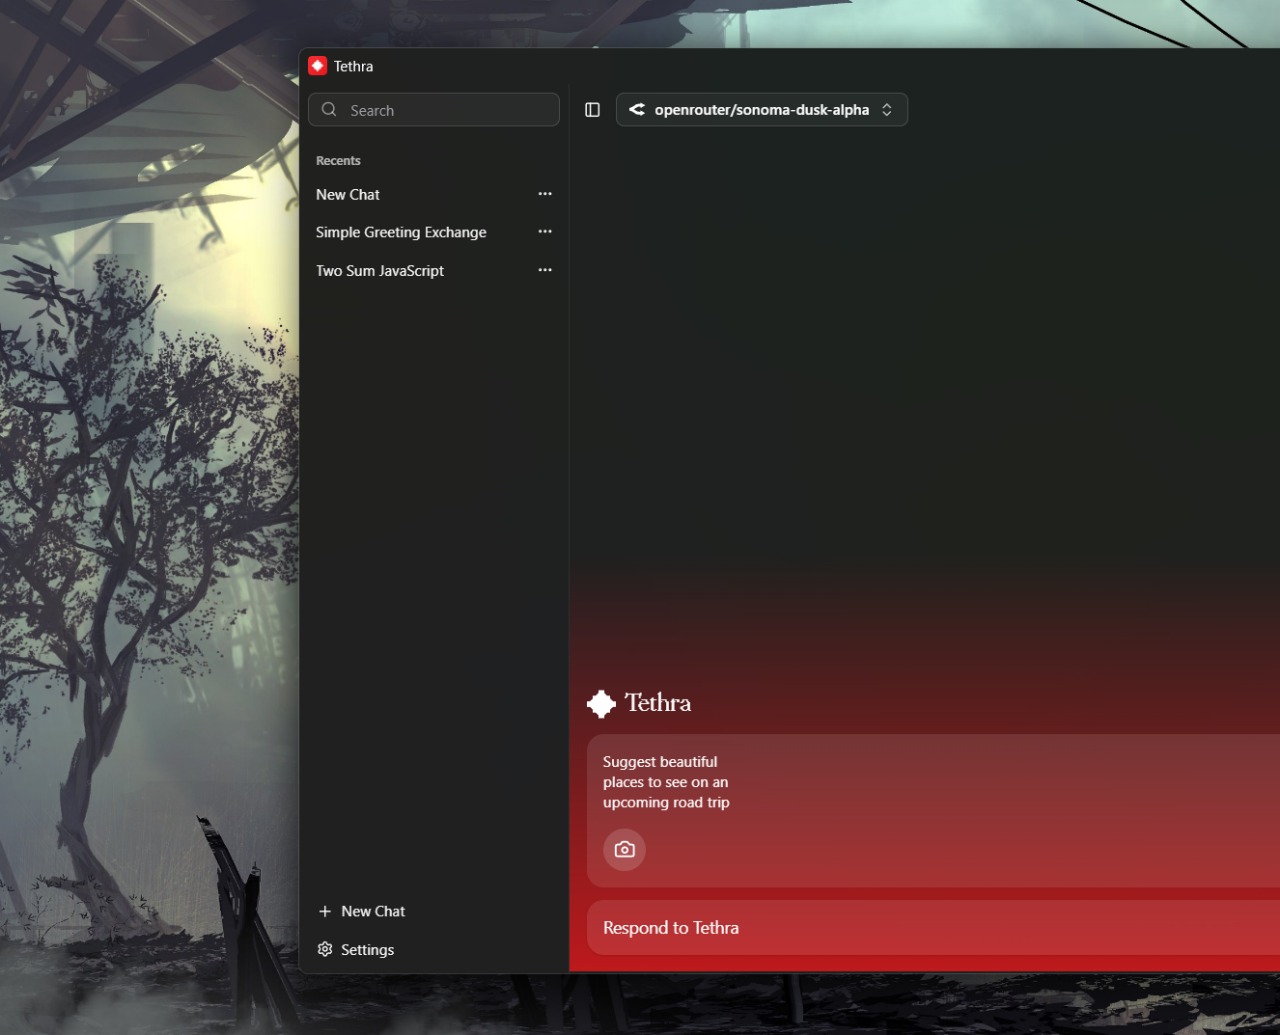 Tethra
Search
openrouter/sonoma-dusk-alpha
Recents
New Chat
Simple Greeting Exchange
Two Sum JavaScript
Tethra
Suggest beautiful
places to see on an
upcoming road trip
Respond to Tethra
New Chat
Settings